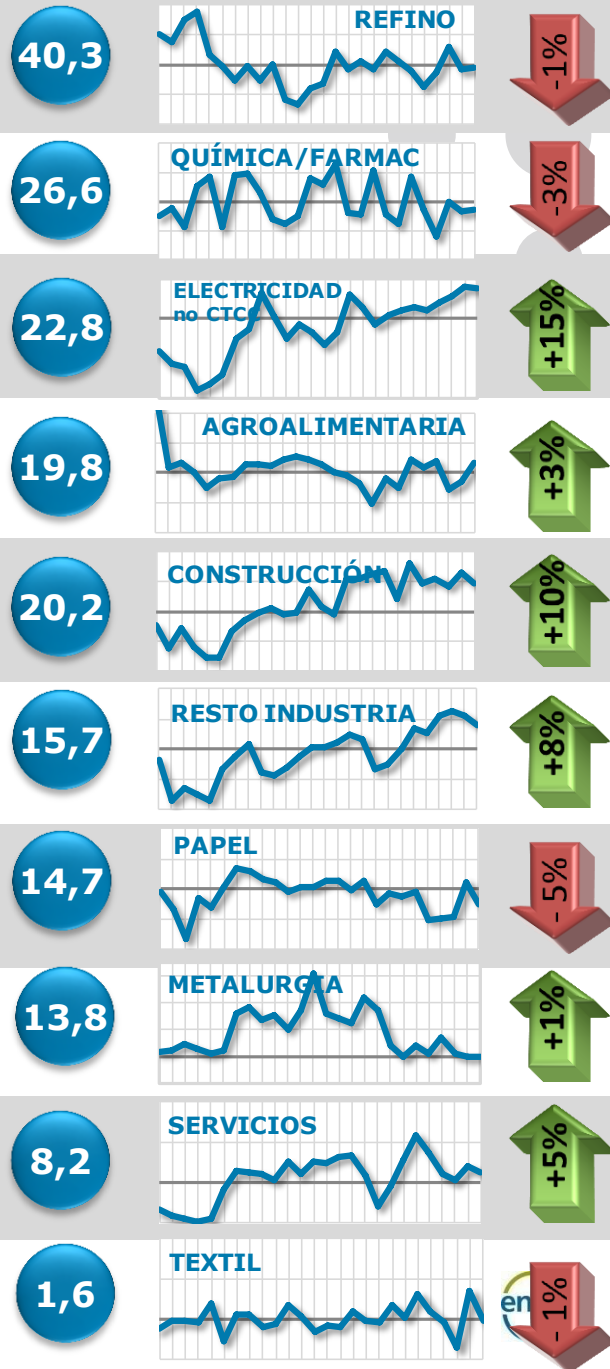 40,3
REFINO
-1%
26,6
QUÍMICA/FARMAC
-3%
22,8
ELECTRICIDAD
no CTCC
+15%
19,8
AGROALIMENTARIA
+3%
20,2
CONSTRUCCIÓN
+10%
15,7
RESTO INDUSTRIA
+8%
14,7
PAPEL
- 5%
13,8
METALURGIA
+1%
8,2
SERVICIOS
+5%
1,6
TEXTIL
en
- 1%